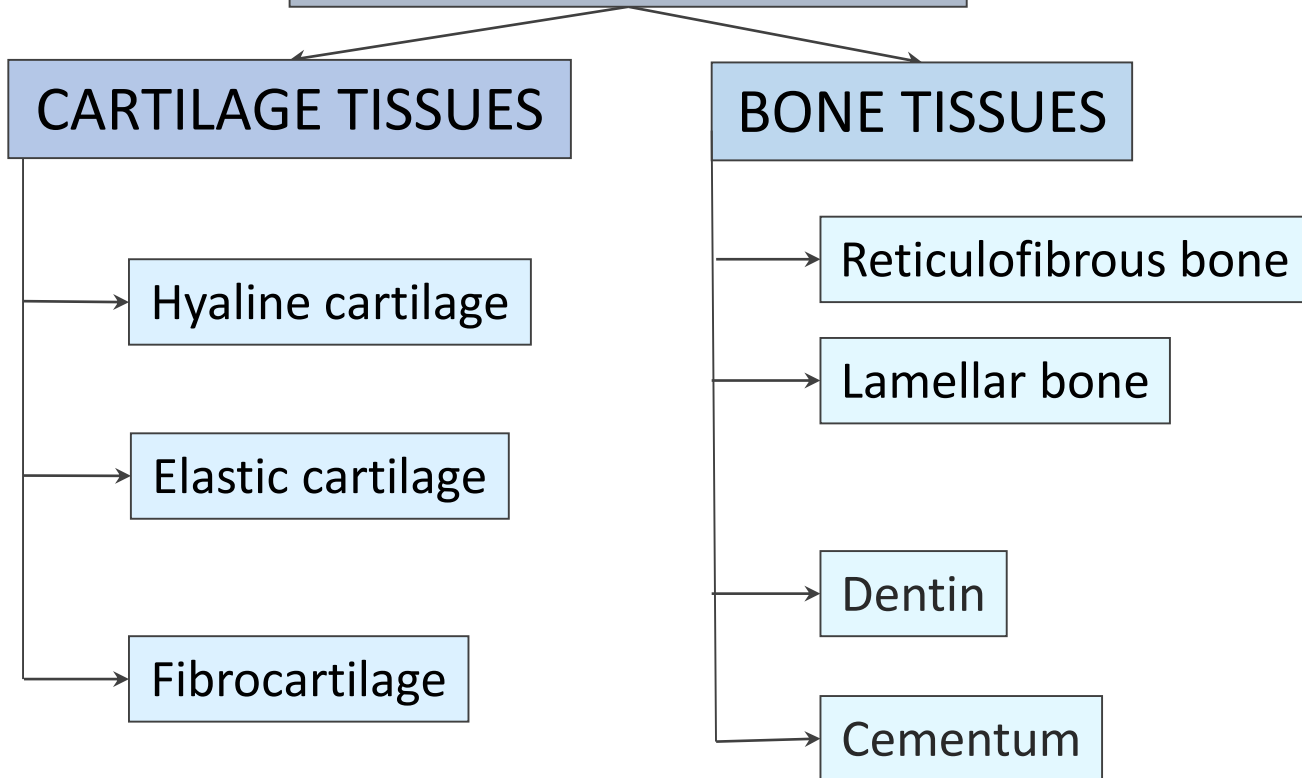 CARTILAGE TISSUES
Hyaline cartilage
Elastic cartilage
Fibrocartilage
BONE TISSUES
Reticulofibrous bone
Lamellar bone
Dentin
Cementum